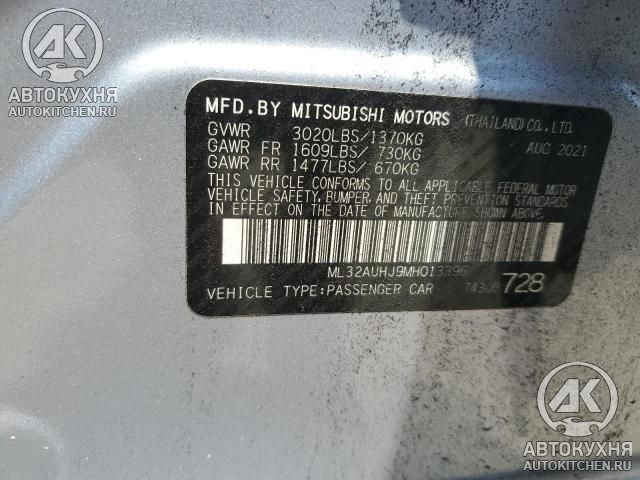 АВТОКУХНЯ
AUTOKITCHEN.RU
MFD.BY MITSUBISHI MOTORS (THAILAND)CO.,LTD.
GVWR 3020LBS/1370KG AUG 2021
GAWR FR 1609LBS/ 730KG
GAWR RR 1477LBS/ 670KG
THIS VEHICLE CONFORMS TO ALL APPLICABLE FEDERAL MOTOR
VEHICLE SAFETY, BUMPER, AND THEFT PREVENTION STANDARDS
IN EFFECT ON THE DATE OF MANUFACTURE SHOWN ABOVE.
ML32AUHJ9MH013396
VEHICLE TYPE:PASSENGER CAR 7430B 728
АК
АВТОКУХНЯ
AUTOKITCHEN.RU